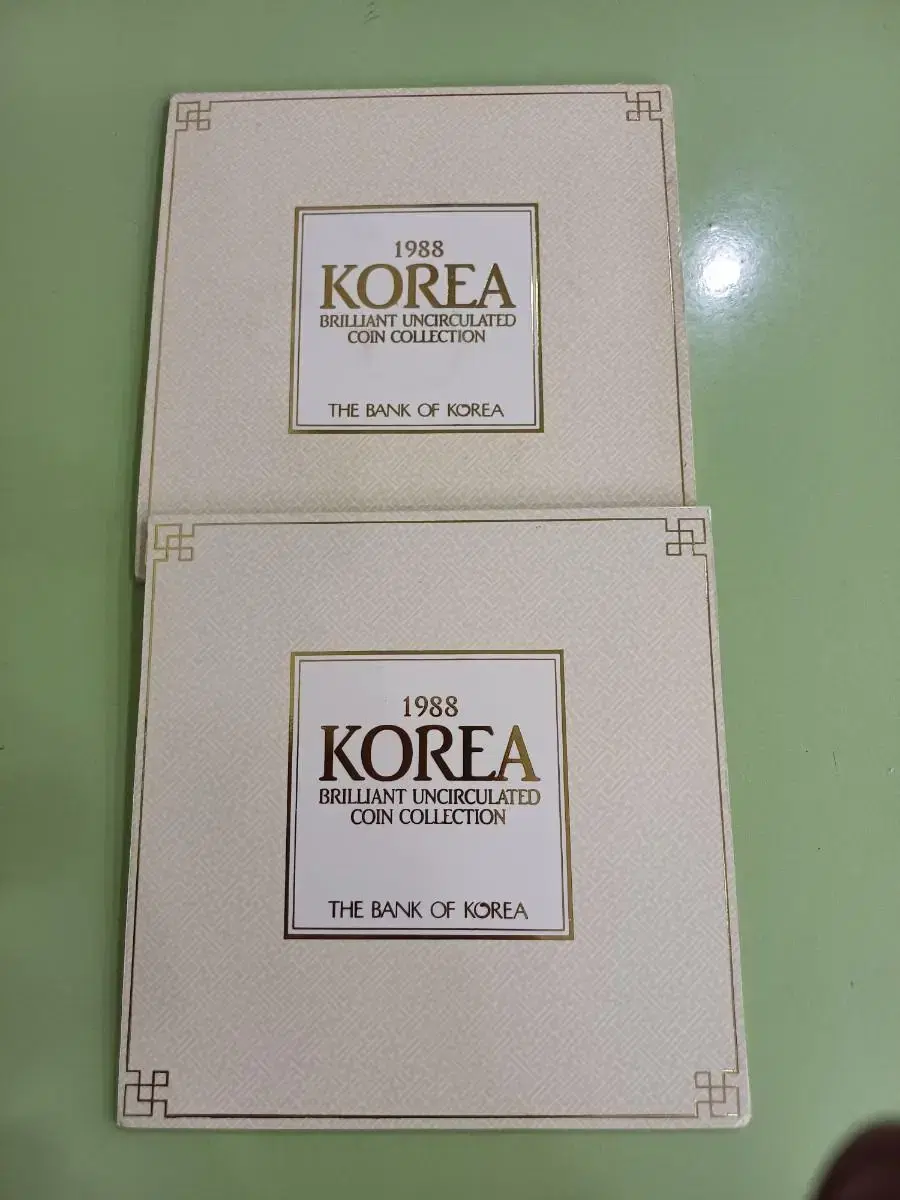 1988
KOREA
BRILLIANT UNCIRCULATED
COIN COLLECTION
THE BANK OF KOREA
1988
KOREA
BRILLIANT UNCIRCULATED
COIN COLLECTION
THE BANK OF KOREA